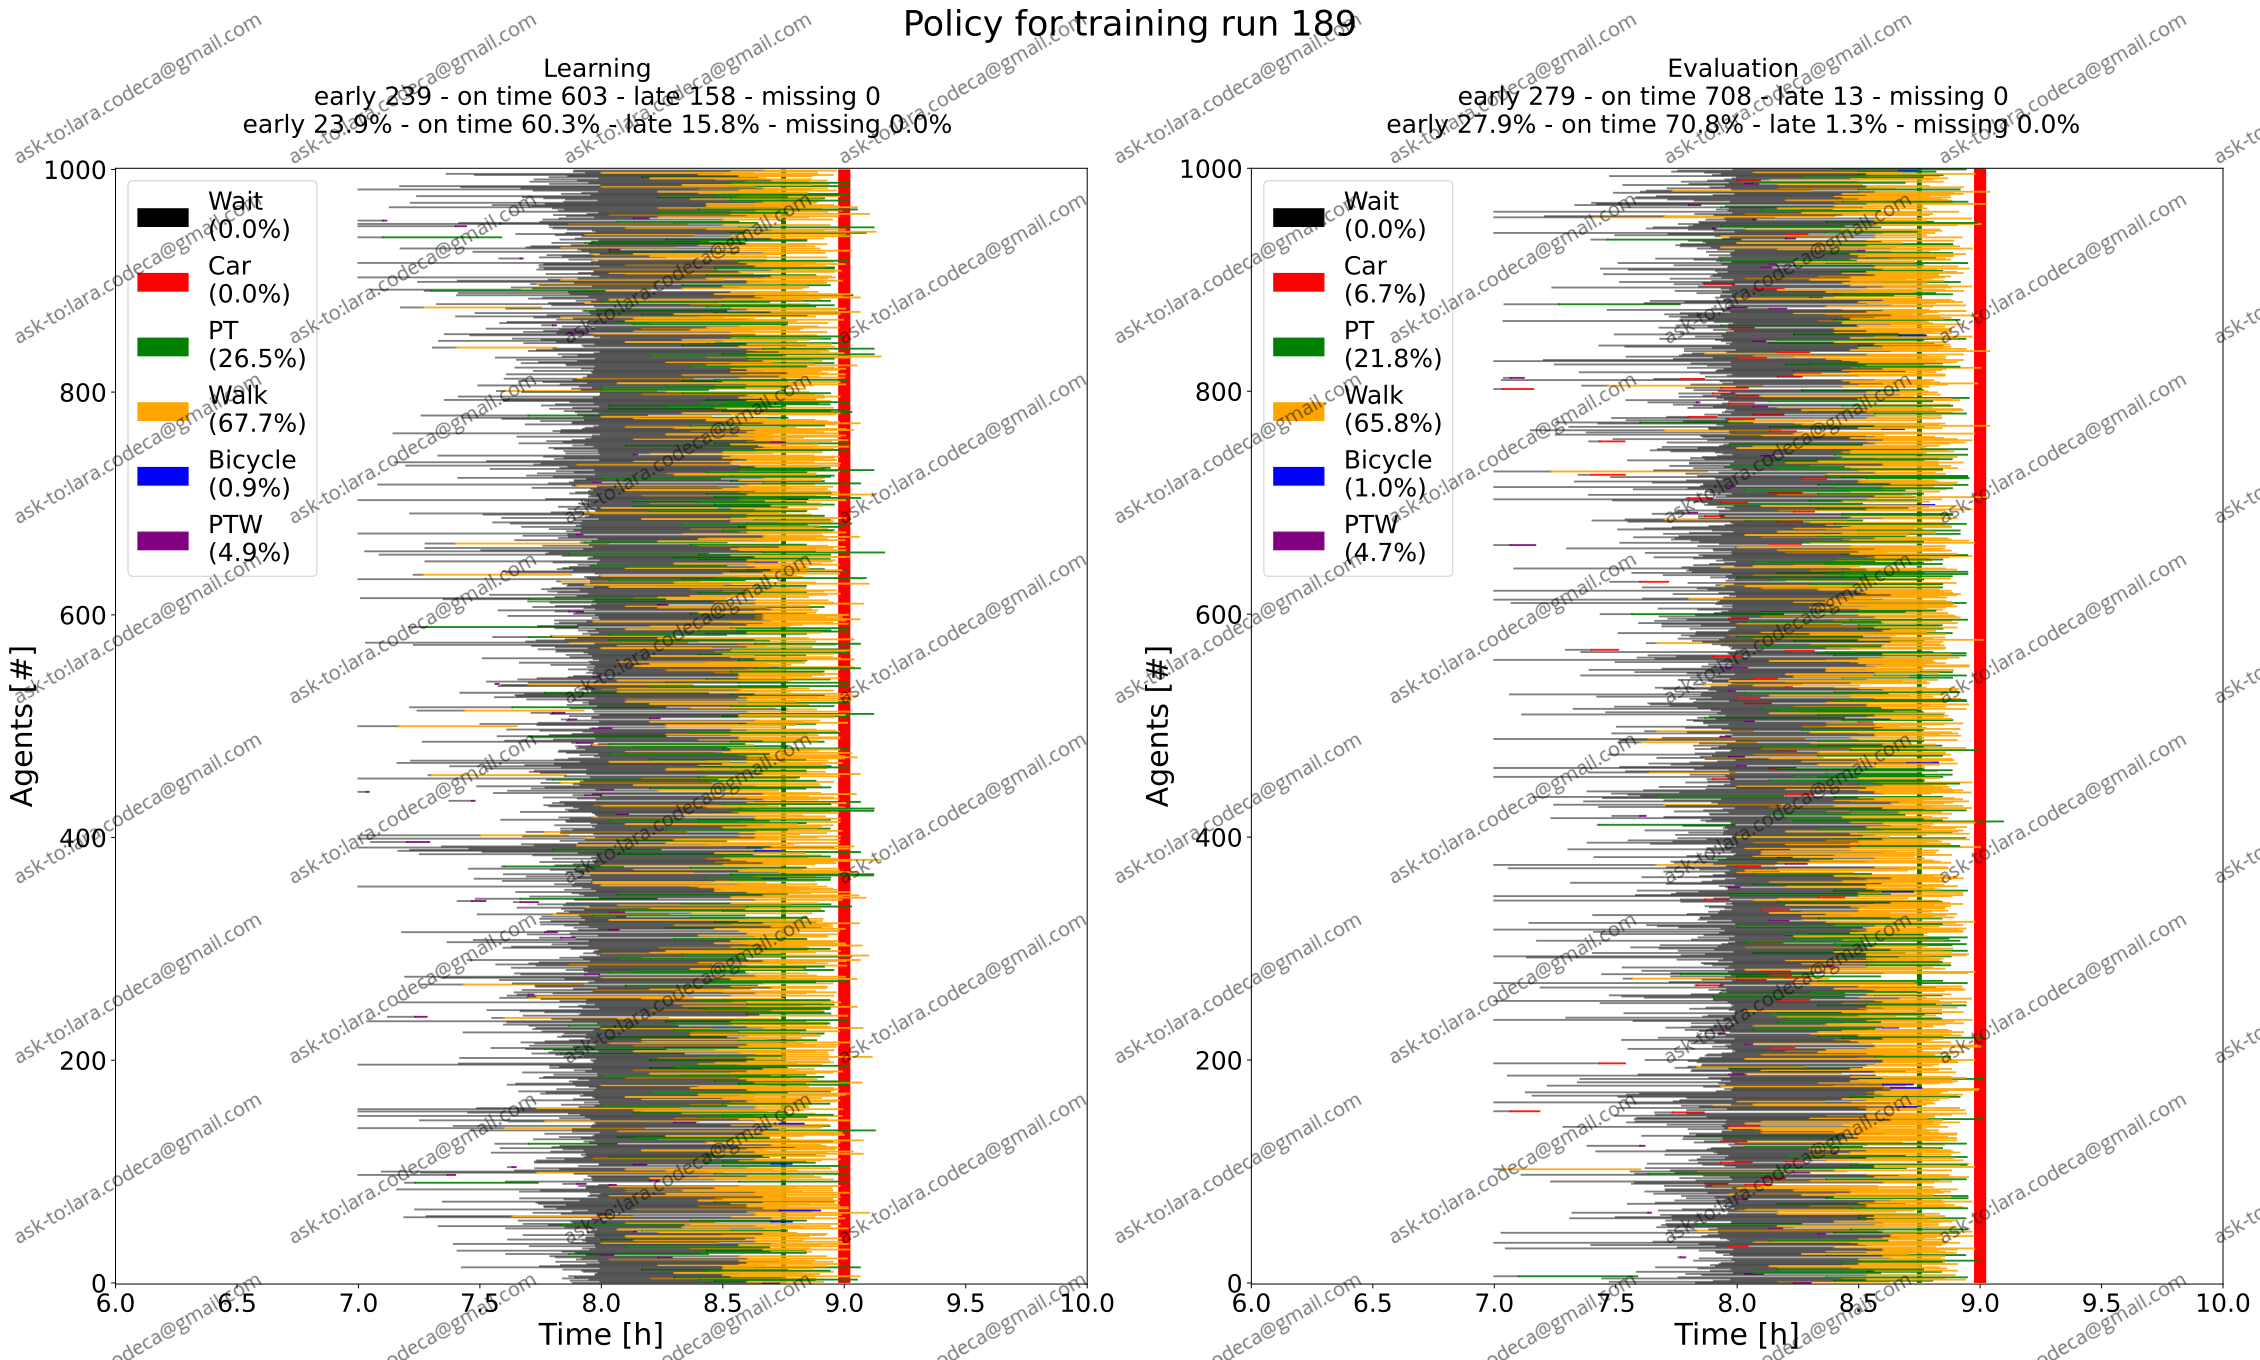 Policy for training run 189
Learning
early 239 - on time 603 - late 158 - missing 0
early 23.9% - on time 60.3% - late 15.8% - missing 0.0%
Evaluation
early 279 - on time 708 - late 13 - missing 0
early 27.9% - on time 70.8% - late 1.3% - missing 0.0%
Wait
(0.0%)
Car
(0.0%)
PT
(26.5%)
Walk
(67.7%)
Bicycle
(0.9%)
PTW
(4.9%)
1000
800
600
400
200
0
Agents [#]
6.0 6.5 7.0 7.5 8.0 8.5 9.0 9.5 10.0
Time [h]
Wait
(0.0%)
Car
(6.7%)
PT
(21.8%)
Walk
(65.8%)
Bicycle
(1.0%)
PTW
(4.7%)
1000
800
600
400
200
0
Agents [#]
6.0 6.5 7.0 7.5 8.0 8.5 9.0 9.5 10.0
Time [h]
ask-to:lara.codeca@gmail.com